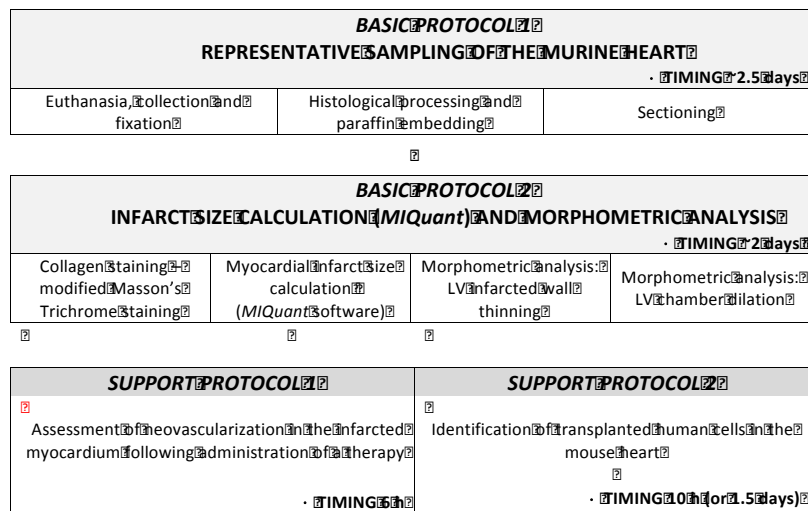 BASIC PROTOCOL 1
REPRESENTATIVE SAMPLING OF THE MURINE HEART
· TIMING ~2.5 days
Euthanasia, collection and
fixation
Histological processing and
paraffin embedding
Sectioning
BASIC PROTOCOL 2
INFARCT SIZE CALCULATION (MIQuant) AND MORPHOMETRIC ANALYSIS
· TIMING ~2 days
Collagen staining –
modified Masson's
Trichrome staining
Myocardial infarct size
calculation
(MIQuant software)
Morphometric analysis:
LV infarcted wall
thinning
Morphometric analysis:
LV chamber dilation
SUPPORT PROTOCOL 1
Assessment of neovascularization in the infarcted
myocardium following administration of a therapy
· TIMING 6 h
SUPPORT PROTOCOL 2
Identification of transplanted human cells in the
mouse heart
· TIMING 10 h (or 1.5 days)